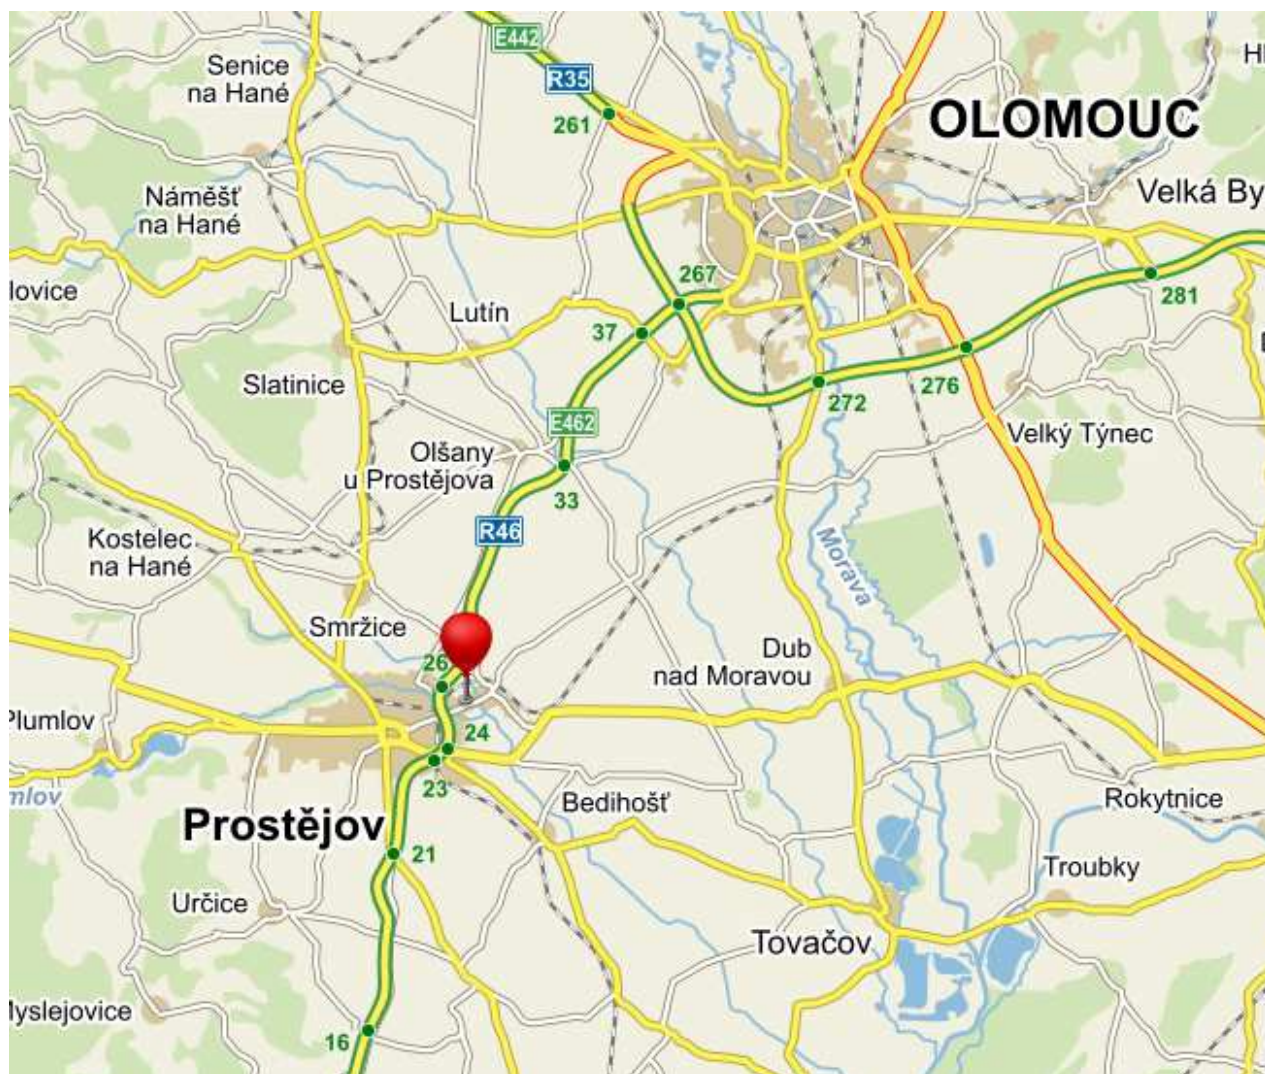 E442
Senice
na Hané
R35
261
OLOMOUC
Velká By
Náměšť
na Hané
lovice
267
281
Lutín
37
Slatinice
276
272
E462
Velký Týnec
Olšany
u Prostějova
33
R46
Kostelec
na Hané
Morava
Smržice
26
Dub
nad Moravou
Plumlov
24
23
mlov
Bedihošť
Rokytnice
Prostějov
21
Troubky
Určice
Tovačov
lyslejovice
16